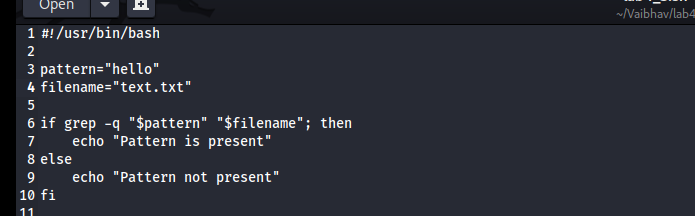 Open
~/Vaibhav/lab4
1 #!/usr/bin/bash
2
3 pattern="hello"
4 filename="text.txt"
5
6 if grep -q "$pattern" "$filename"; then
7     echo "Pattern is present"
8 else
9     echo "Pattern not present"
10 fi
11